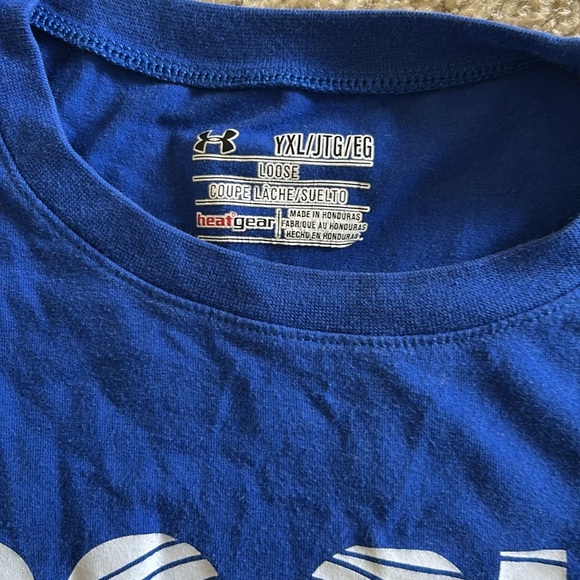 YXL/JTG/EG
LOOSE
COUPE LÂCHE/SUELTO
heatgear
MADE IN HONDURAS
FABRIQUÉ AU HONDURAS
HECHO EN HONDURAS